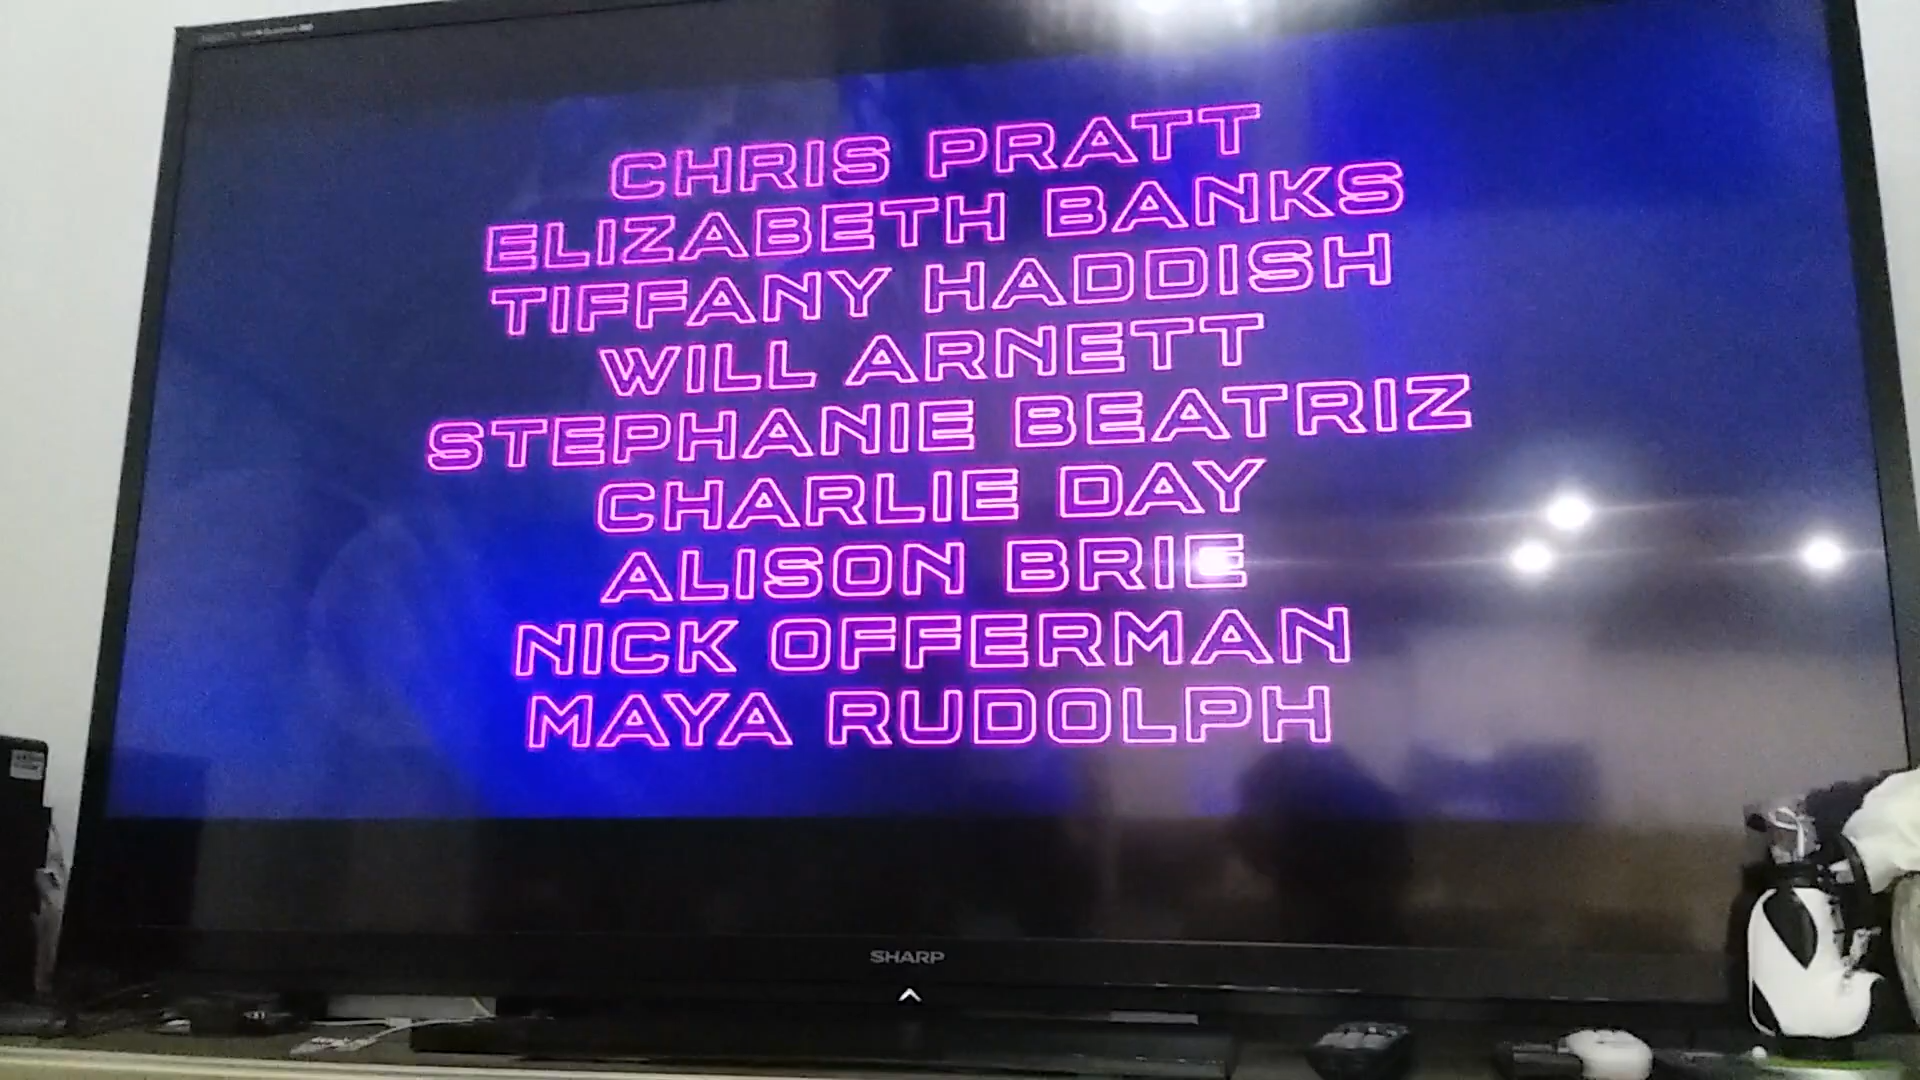 CHRIS PRATT
ELIZABETH BANKS
TIFFANY HADDISH
WILL ARNETT
STEPHANIE BEATRIZ
CHARLIE DAY
ALISON BRIE
NICK OFFERMAN
MAYA RUDOLPH
SHARP